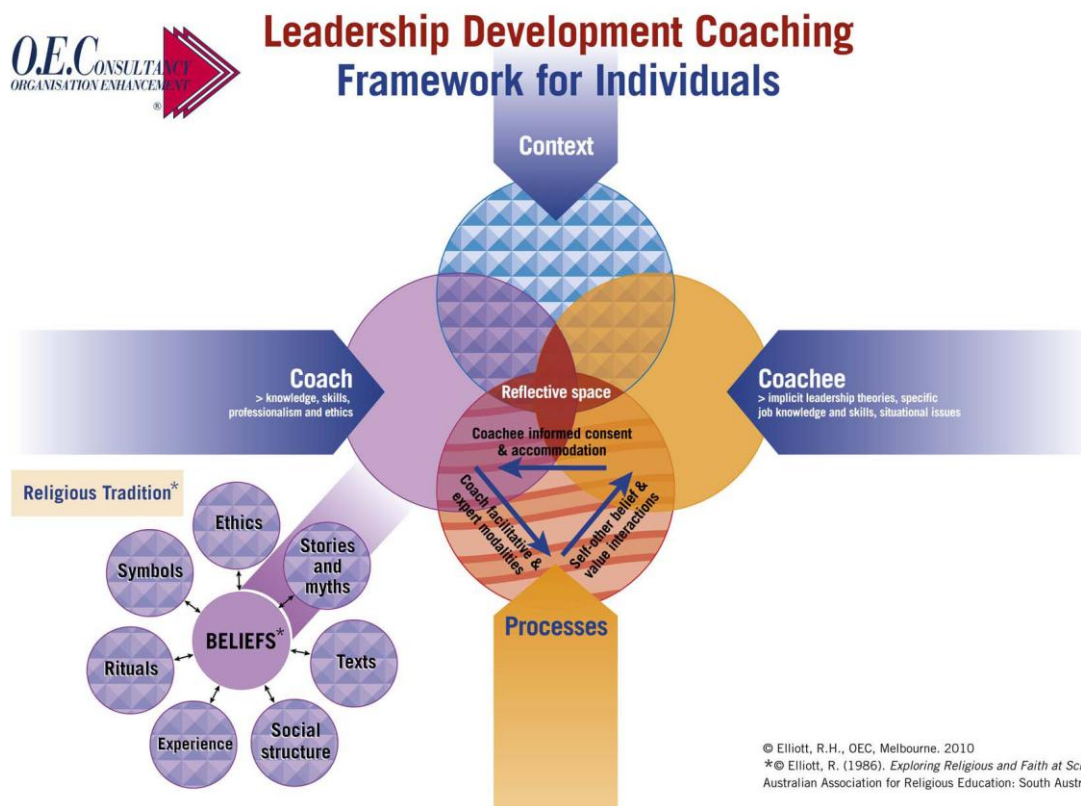 O.E.CONSULTANCY
ORGANISATION ENHANCEMENT
®
Leadership Development Coaching
Framework for Individuals
Context
Coach
> knowledge, skills,
professionalism and ethics
Coachee
> implicit leadership theories, specific
job knowledge and skills, situational issues
Reflective space
Coachee informed consent
& accommodation
Coach facilitative &
expert modalities
Self-other belief &
value interactions
Processes
Religious Tradition*
Ethics
Symbols
Stories
and
myths
BELIEFS*
Rituals
Texts
Experience
Social
structure
© Elliott, R.H., OEC, Melbourne. 2010
*© Elliott, R. (1986). Exploring Religious and Faith at
Australian Association for Religious Education: South